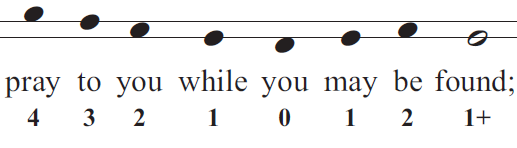 pray to you while you may be found;
4 3 2 1 0 1 2 1+